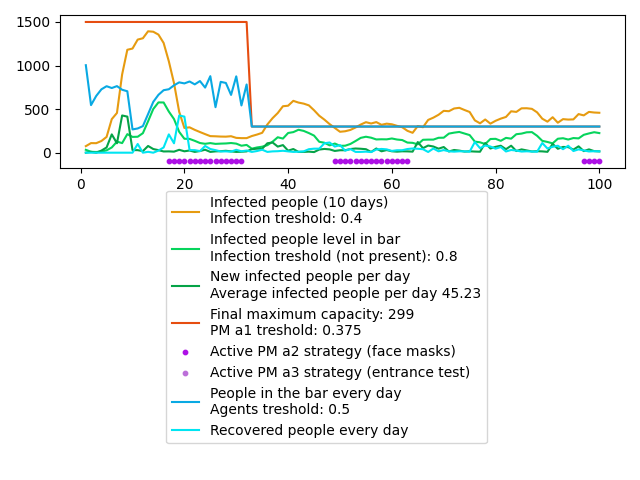 1500
1000
500
0
0 20 40 60 80 100
Infected people (10 days)
Infection treshold: 0.4
Infected people level in bar
Infection treshold (not present): 0.8
New infected people per day
Average infected people per day 45.23
Final maximum capacity: 299
PM a1 treshold: 0.375
Active PM a2 strategy (face masks)
Active PM a3 strategy (entrance test)
People in the bar every day
Agents treshold: 0.5
Recovered people every day